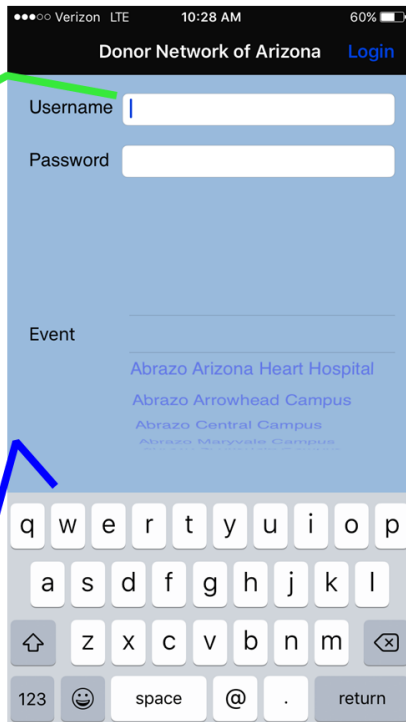 Verizon LTE 10:28 AM 60%
Donor Network of Arizona Login
Username
Password
Event
Abrazo Arizona Heart Hospital
Abrazo Arrowhead Campus
Abrazo Central Campus
Abrazo Maryvale Campus
q w e r t y u i o p
a s d f g h j k l
z x c v b n m
123 space @ . return